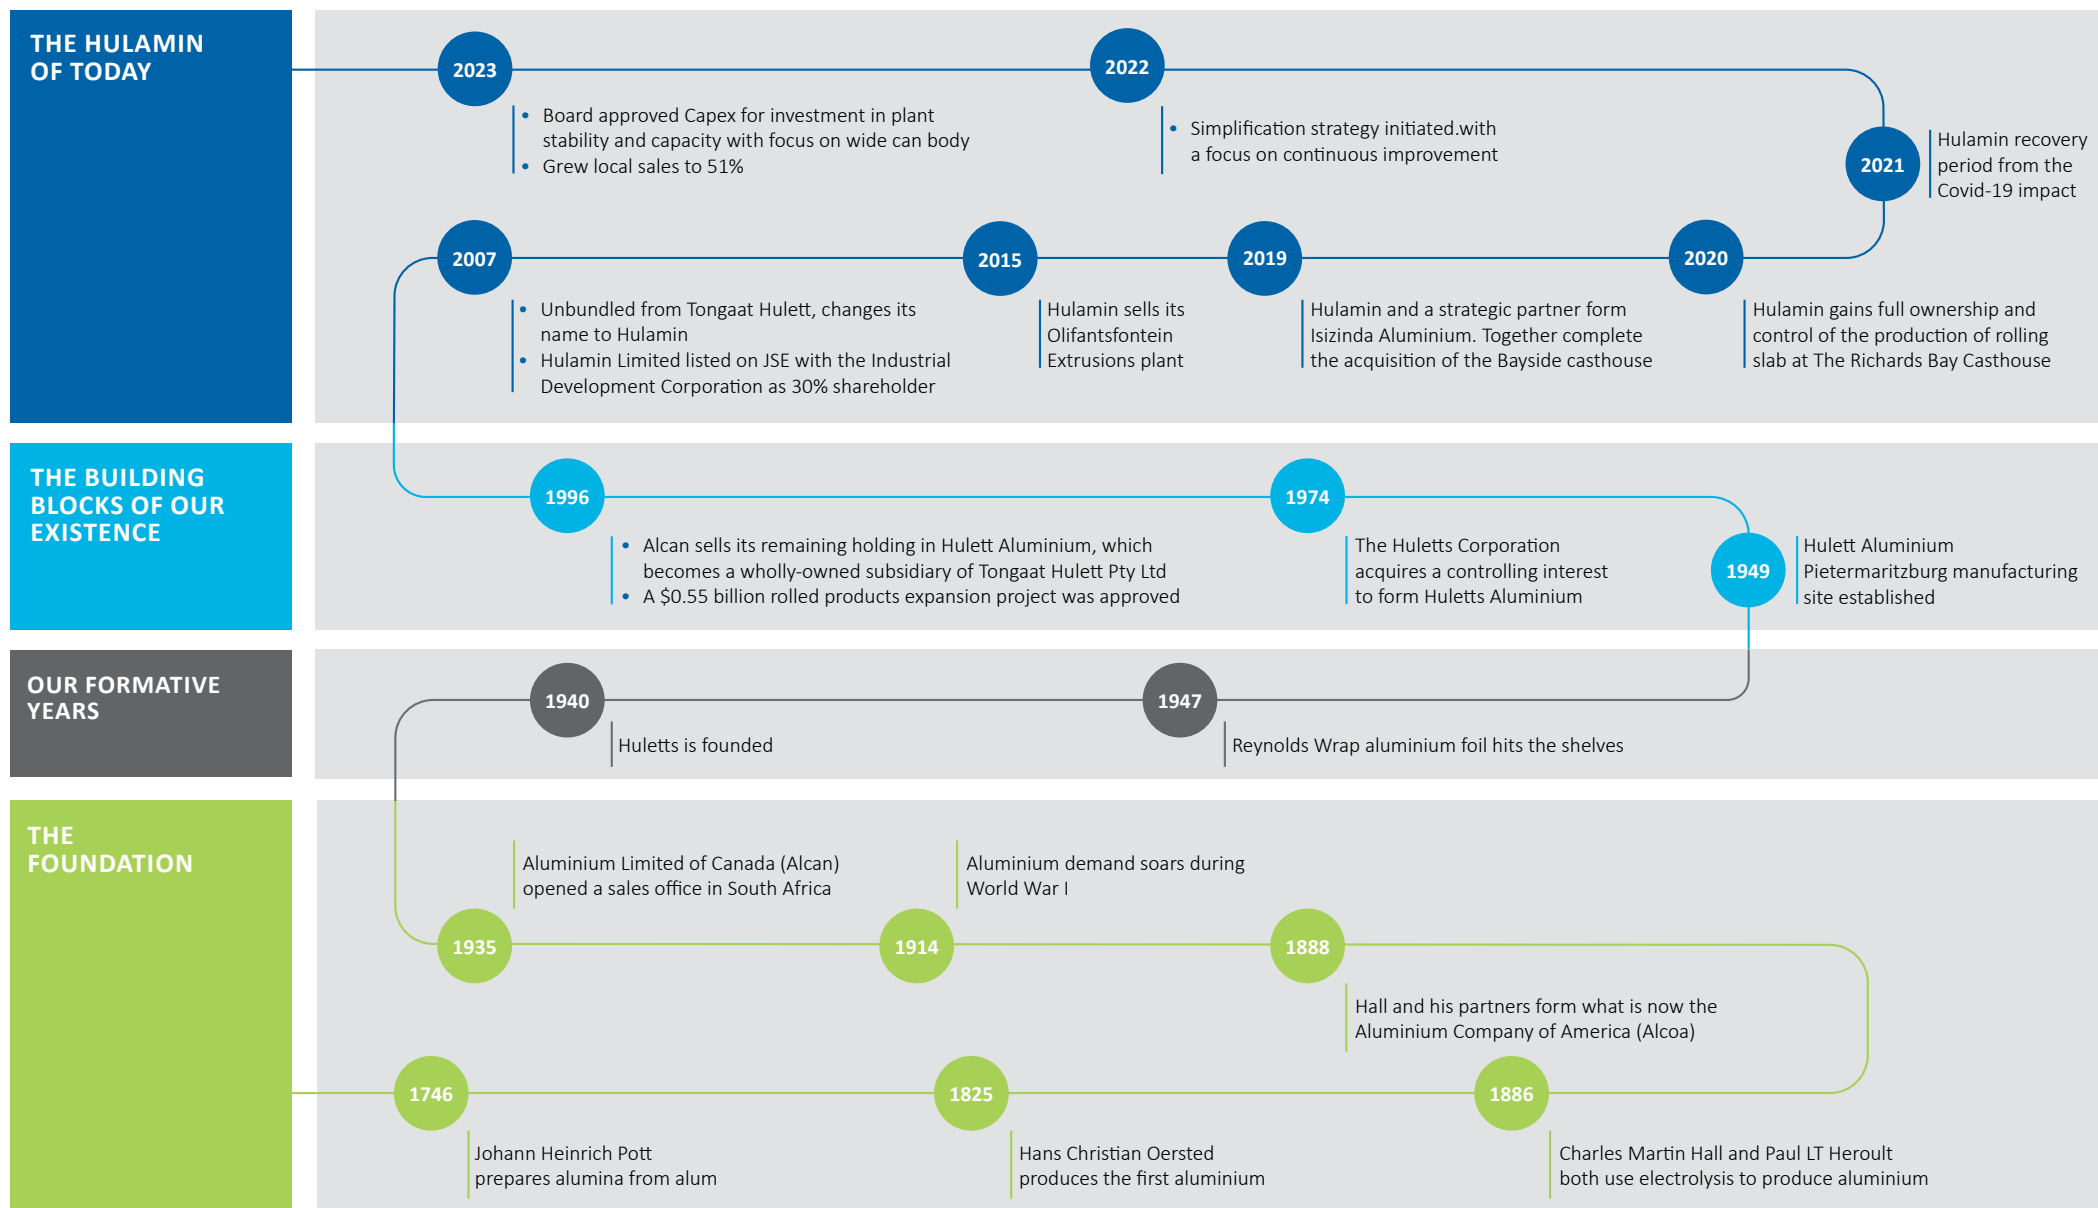 THE HULAMIN
OF TODAY
2023
• Board approved Capex for investment in plant
stability and capacity with focus on wide can body
• Grew local sales to 51%
2022
• Simplification strategy initiated.with
a focus on continuous improvement
2021
Hulamin recovery
period from the
Covid-19 impact
2007
• Unbundled from Tongaat Hulett, changes its
name to Hulamin
• Hulamin Limited listed on JSE with the Industrial
Development Corporation as 30% shareholder
2015
Hulamin sells its
Olifantsfontein
Extrusions plant
2019
Hulamin and a strategic partner form
Isizinda Aluminium. Together complete
the acquisition of the Bayside casthouse
2020
Hulamin gains full ownership and
control of the production of rolling
slab at The Richards Bay Casthouse
THE BUILDING
BLOCKS OF OUR
EXISTENCE
1996
• Alcan sells its remaining holding in Hulett Aluminium, which
becomes a wholly-owned subsidiary of Tongaat Hulett Pty Ltd
• A $0.55 billion rolled products expansion project was approved
1974
The Huletts Corporation
acquires a controlling interest
to form Huletts Aluminium
1949
Hulett Aluminium
Pietermaritzburg manufacturing
site established
OUR FORMATIVE
YEARS
1940
Huletts is founded
1947
Reynolds Wrap aluminium foil hits the shelves
THE
FOUNDATION
Aluminium Limited of Canada (Alcan)
opened a sales office in South Africa
1935
Aluminium demand soars during
World War I
1914
1888
Hall and his partners form what is now the
Aluminium Company of America (Alcoa)
1746
Johann Heinrich Pott
prepares alumina from alum
1825
Hans Christian Oersted
produces the first aluminium
1886
Charles Martin Hall and Paul LT Heroult
both use electrolysis to produce aluminium